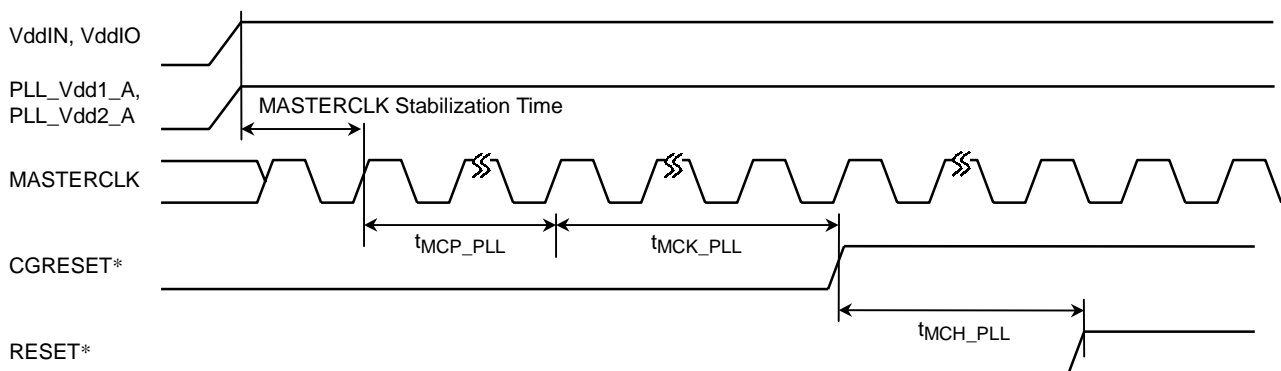 VddIN, VddIO
PLL_Vdd1_A,
PLL_Vdd2_A
MASTERCLK Stabilization Time
MASTERCLK
tMCP_PLL
tMCK_PLL
CGRESET*
tMCH_PLL
RESET*